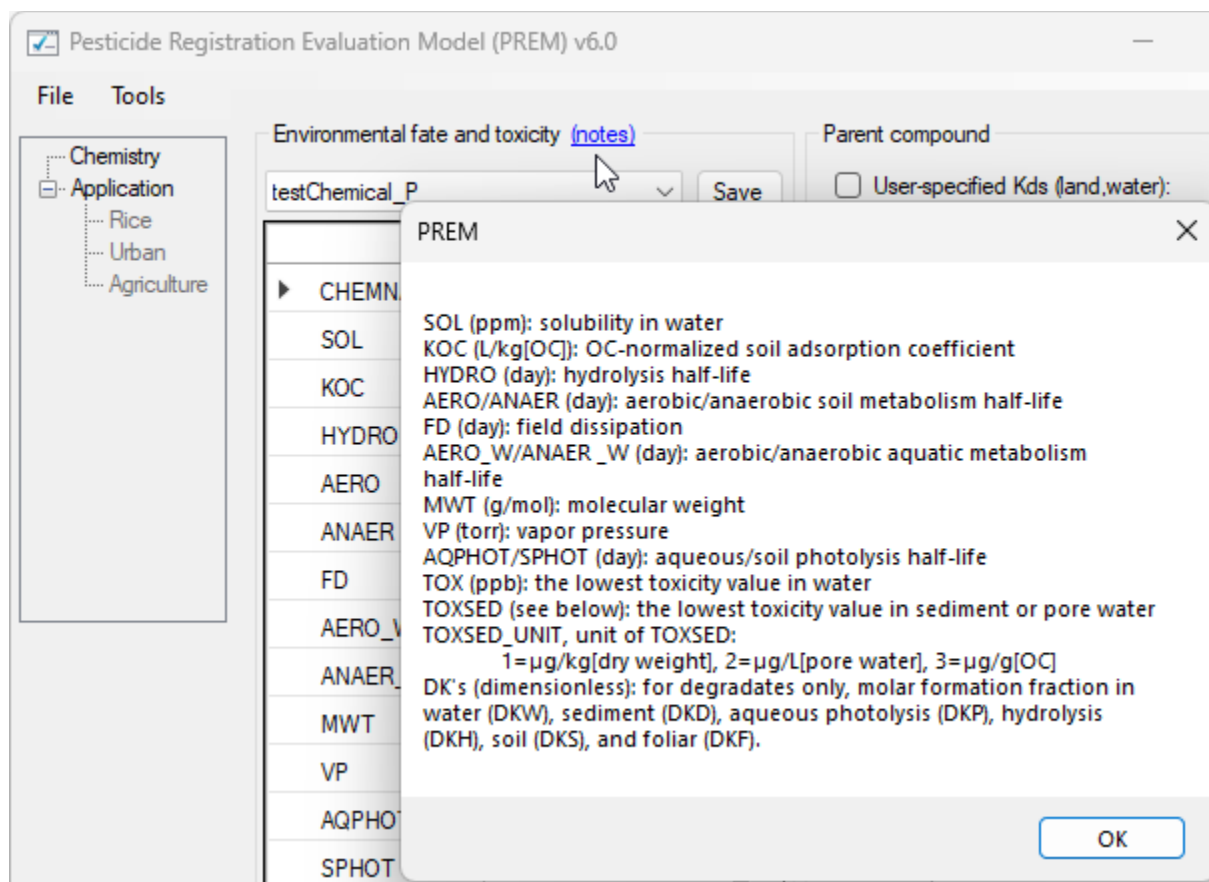 Pesticide Registration Evaluation Model (PREM) v6.0
File Tools
Chemistry
Application
Rice
Urban
Agriculture
Environmental fate and toxicity (notes)
testChemical_P
Save
Parent compound
User-specified Kds (land,water):
CHEMN
SOL
KOC
HYDRO
AERO
ANAER
FD
AERO_
ANAER_
MWT
VP
AQPHOT
SPHOT
PREM
SOL (ppm): solubility in water
KOC (L/kg[OC]): OC-normalized soil adsorption coefficient
HYDRO (day): hydrolysis half-life
AERO/ANAER (day): aerobic/anaerobic soil metabolism half-life
FD (day): field dissipation
AERO_W/ANAER _W (day): aerobic/anaerobic aquatic metabolism
half-life
MWT (g/mol): molecular weight
VP (torr): vapor pressure
AQPHOT/SPHOT (day): aqueous/soil photolysis half-life
TOX (ppb): the lowest toxicity value in water
TOXSED (see below): the lowest toxicity value in sediment or pore water
TOXSED_UNIT, unit of TOXSED:
1=µg/kg[dry weight], 2=µg/L[pore water], 3=µg/g[OC]
DK's (dimensionless): for degradates only, molar formation fraction in
water (DKW), sediment (DKD), aqueous photolysis (DKP), hydrolysis
(DKH), soil (DKS), and foliar (DKF).
OK